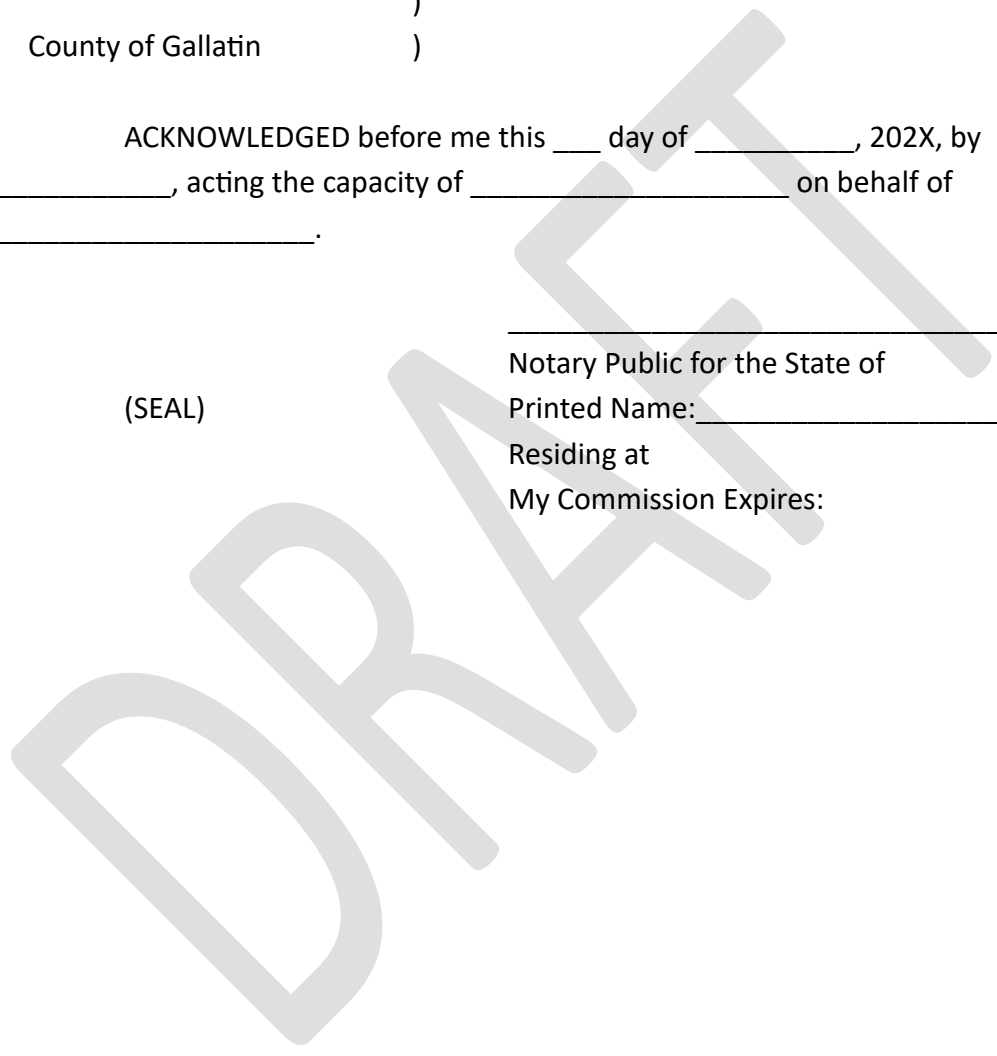 )
County of Gallatin )
ACKNOWLEDGED before me this ___ day of __________, 202X, by
___________, acting the capacity of ____________________ on behalf of
____________________.
_______________________________
Notary Public for the State of
(SEAL) Printed Name:___________________
Residing at
My Commission Expires:
DRAFT